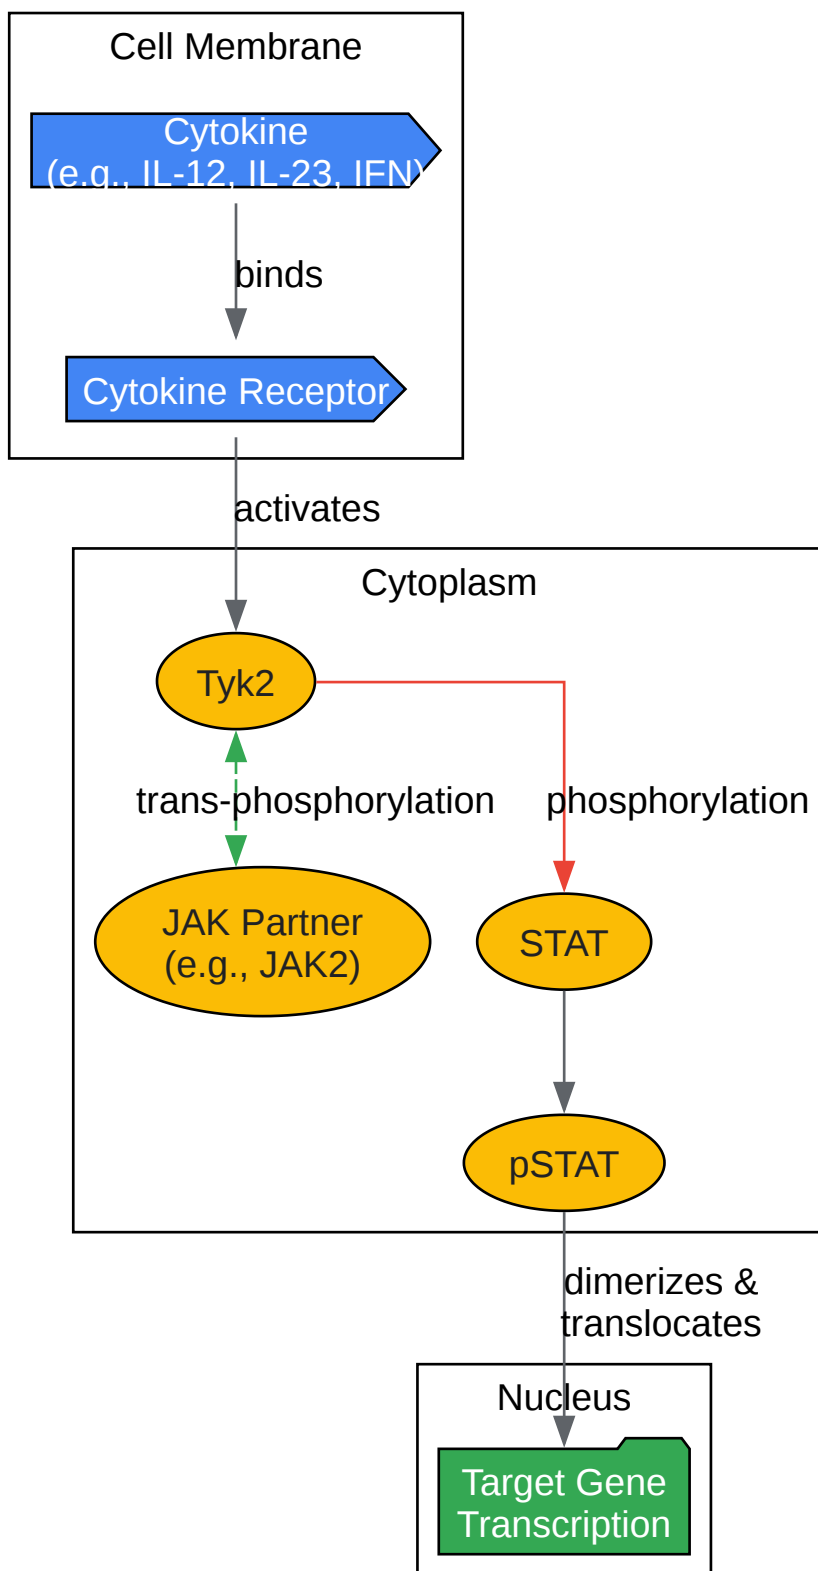 Cell Membrane
Cytokine
(e.g., IL-12, IL-23, IFN)
binds
Cytokine Receptor
activates
Cytoplasm
Tyk2
trans-phosphorylation
phosphorylation
JAK Partner
(e.g., JAK2)
STAT
pSTAT
dimerizes &
translocates
Nucleus
Target Gene
Transcription